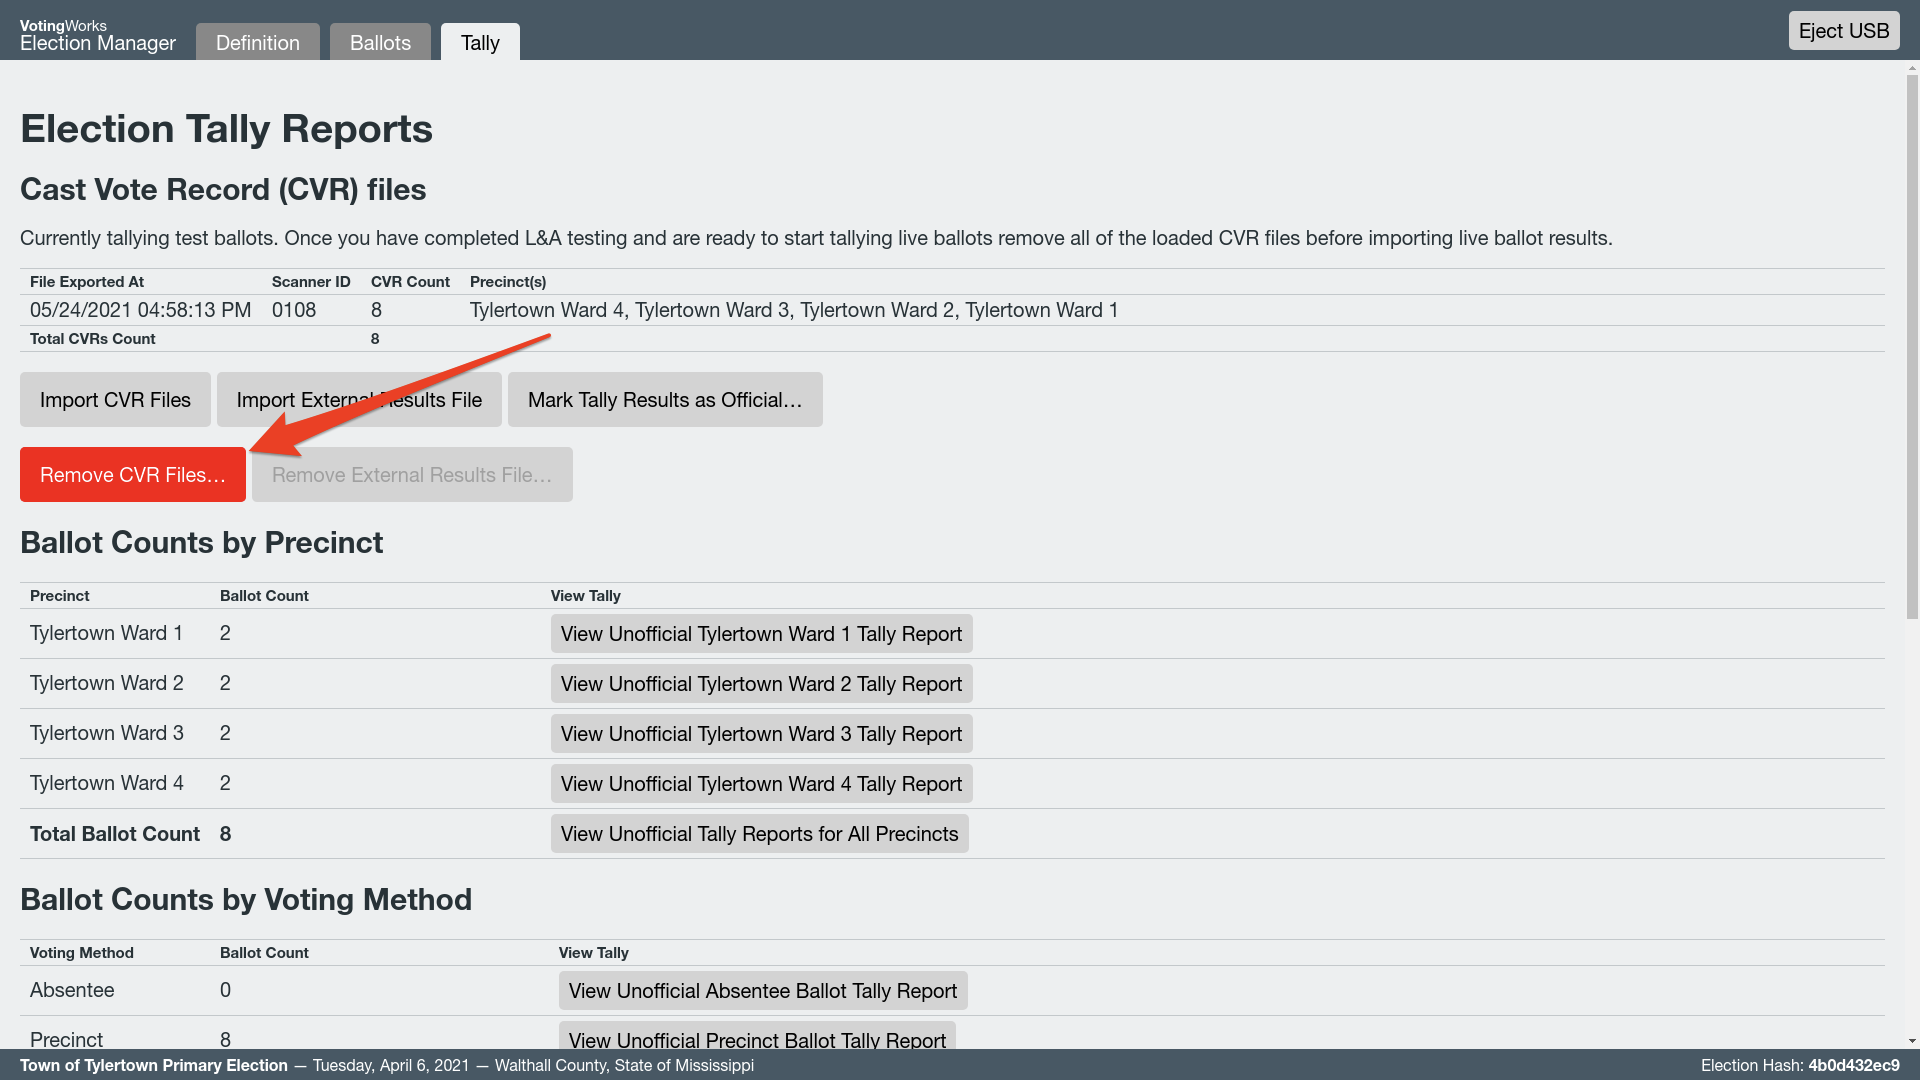 VotingWorks
Election Manager
Definition
Ballots
Tally
Eject USB
Election Tally Reports
Cast Vote Record (CVR) files
Currently tallying test ballots. Once you have completed L&A testing and are ready to start tallying live ballots remove all of the loaded CVR files before importing live ballot results.
File Exported At Scanner ID CVR Count Precinct(s)
05/24/2021 04:58:13 PM 0108 8 Tylertown Ward 4, Tylertown Ward 3, Tylertown Ward 2, Tylertown Ward 1
Total CVRs Count 8
Import CVR Files Import External Results File Mark Tally Results as Official…
Remove CVR Files… Remove External Results File…
Ballot Counts by Precinct
Precinct Ballot Count View Tally
Tylertown Ward 1 2 View Unofficial Tylertown Ward 1 Tally Report
Tylertown Ward 2 2 View Unofficial Tylertown Ward 2 Tally Report
Tylertown Ward 3 2 View Unofficial Tylertown Ward 3 Tally Report
Tylertown Ward 4 2 View Unofficial Tylertown Ward 4 Tally Report
Total Ballot Count 8 View Unofficial Tally Reports for All Precincts
Ballot Counts by Voting Method
Voting Method Ballot Count View Tally
Absentee 0 View Unofficial Absentee Ballot Tally Report
Precinct 8 View Unofficial Precinct Ballot Tally Report
Town of Tylertown Primary Election — Tuesday, April 6, 2021 — Walthall County, State of Mississippi
Election Hash: 4b0d432ec9